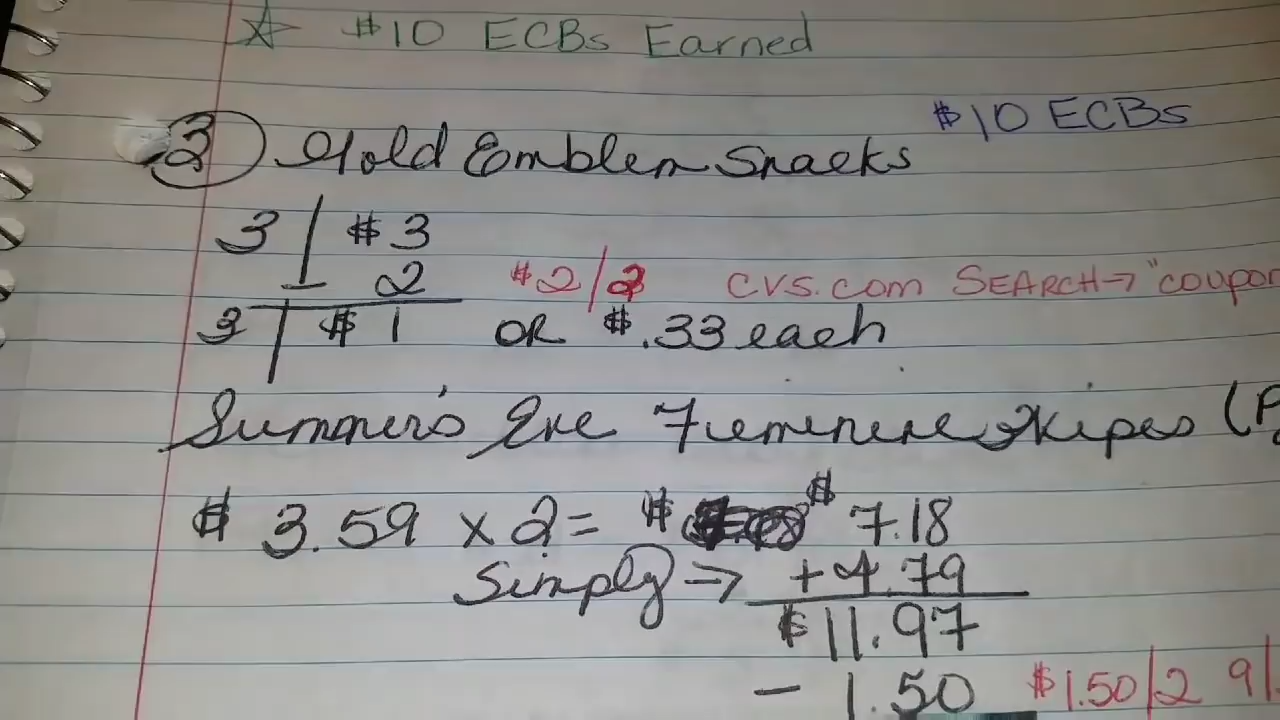 ☆ $10 ECBs Earned
$10 ECBs
3 Gold Emblem Snacks
3 | $3
- 2 $2/3 CVS.com SEARCH→ "coupon
3 | $ 1 OR $.33 each
Summer's Eve Feminine Wipes (P
$ 3.59 x 2 = $ $ 7.18
Simply → + 4.79
$11.97
- 1.50 $1.50/2 9/